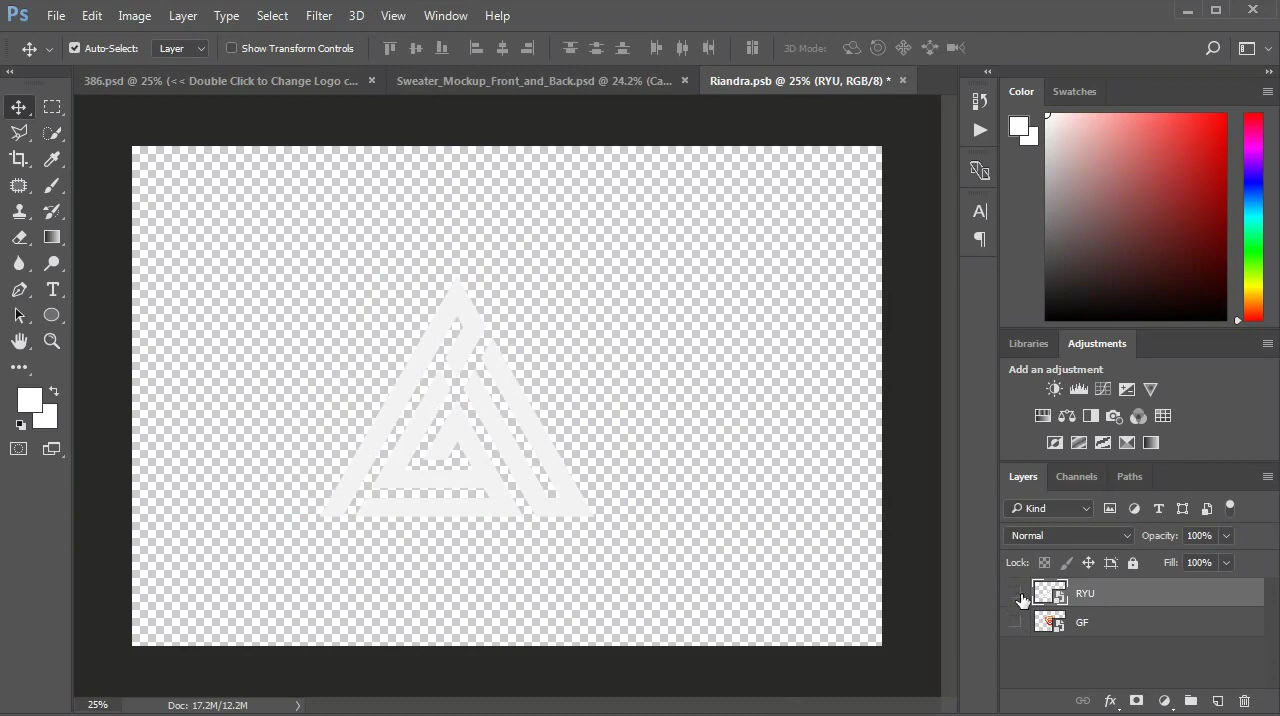 Ps File Edit Image Layer Type Select Filter 3D View Window Help
Auto-Select: Layer Show Transform Controls 3D Mode:
386.psd @ 25% (<< Double Click to Change Logo c... × Sweater_Mockup_Front_and_Back.psd @ 24.2% (Ca... × Riandra.psb @ 25% (RYU, RGB/8) * ×
Color Swatches
Libraries Adjustments
Add an adjustment
Layers Channels Paths
Kind
Normal Opacity: 100%
Lock: Fill: 100%
RYU
GF
25% Doc: 17.2M/12.2M